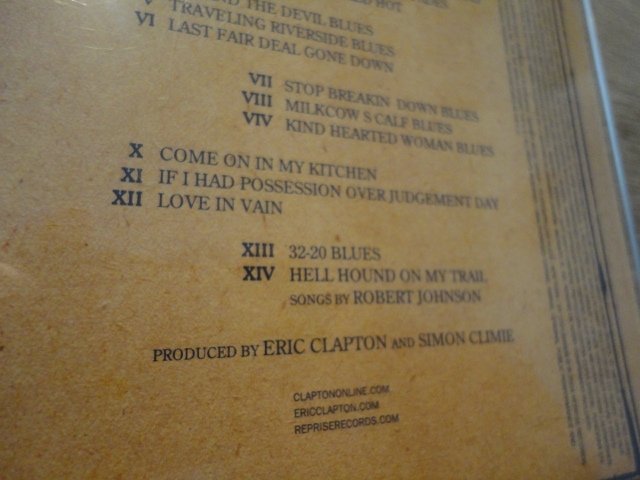 HOT
THE DEVIL BLUES
V TRAVELING RIVERSIDE BLUES
VI LAST FAIR DEAL GONE DOWN
VII STOP BREAKIN DOWN BLUES
VIII MILKCOW S CALF BLUES
VIV KIND HEARTED WOMAN BLUES
X COME ON IN MY KITCHEN
XI IF I HAD POSSESSION OVER JUDGEMENT DAY
XII LOVE IN VAIN
XIII 32-20 BLUES
XIV HELL HOUND ON MY TRAIL
SONGS BY ROBERT JOHNSON
PRODUCED BY ERIC CLAPTON AND SIMON CLIMIE
CLAPTONONLINE.COM
ERICCLAPTON.COM
REPRISERECORDS.COM